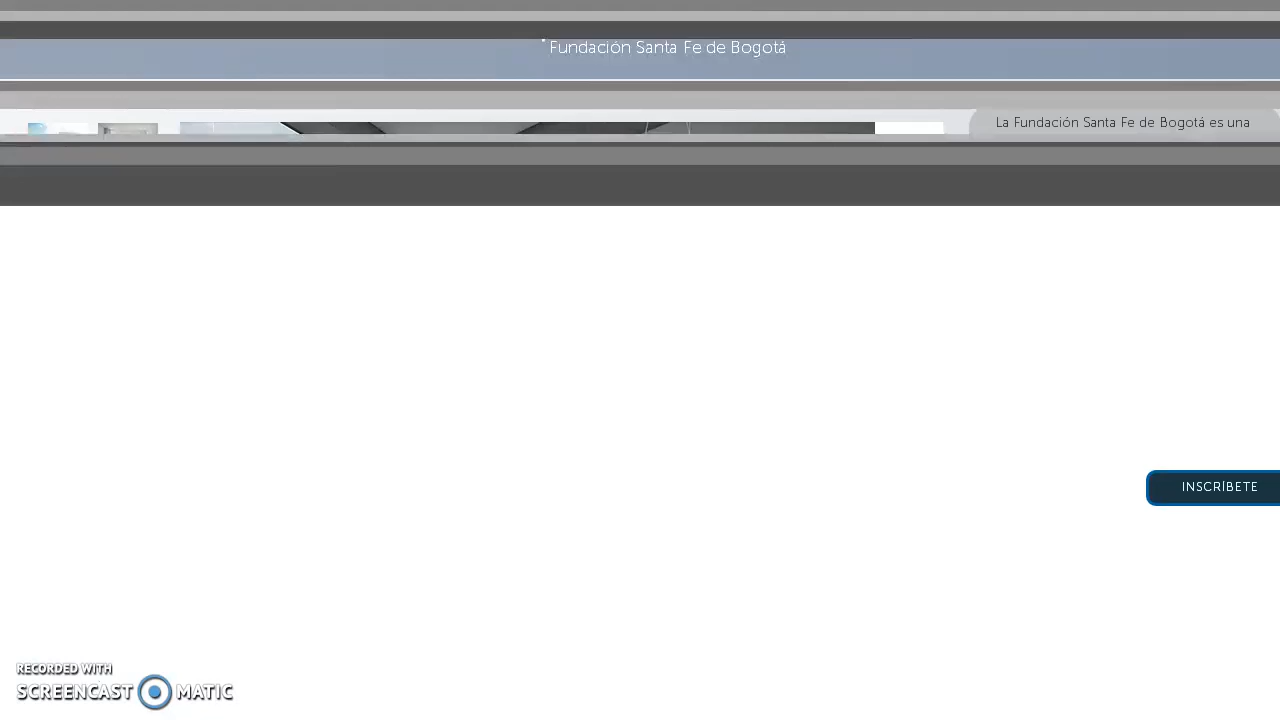 Fundación Santa Fe de Bogotá
La Fundación Santa Fe de Bogotá es una
INSCRÍBETE
RECORDED WITH
SCREENCAST MATIC